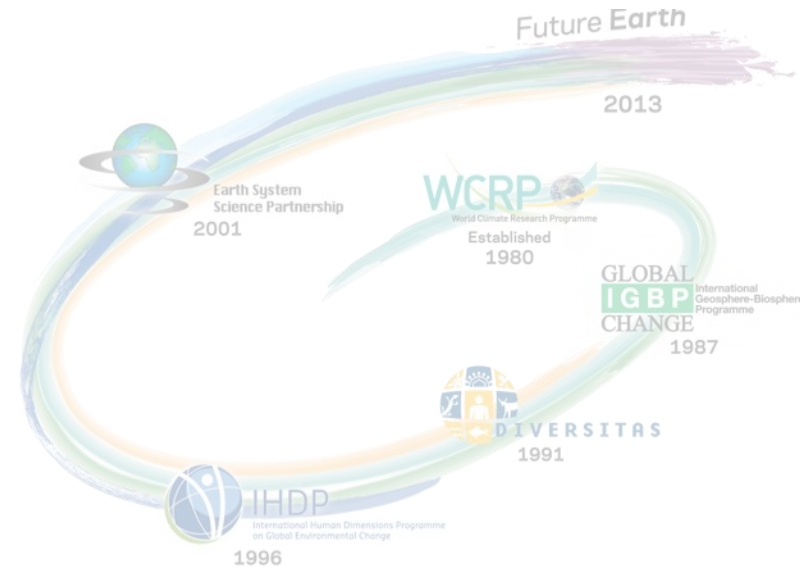 Future Earth
2013
Earth System
Science Partnership
2001
WCRP
World Climate Research Programme
Established
1980
GLOBAL
IGBP
CHANGE
International
Geosphere-Biospher
Programme
1987
DIVERSITAS
1991
IHDP
International Human Dimensions Programme
on Global Environmental Change
1996